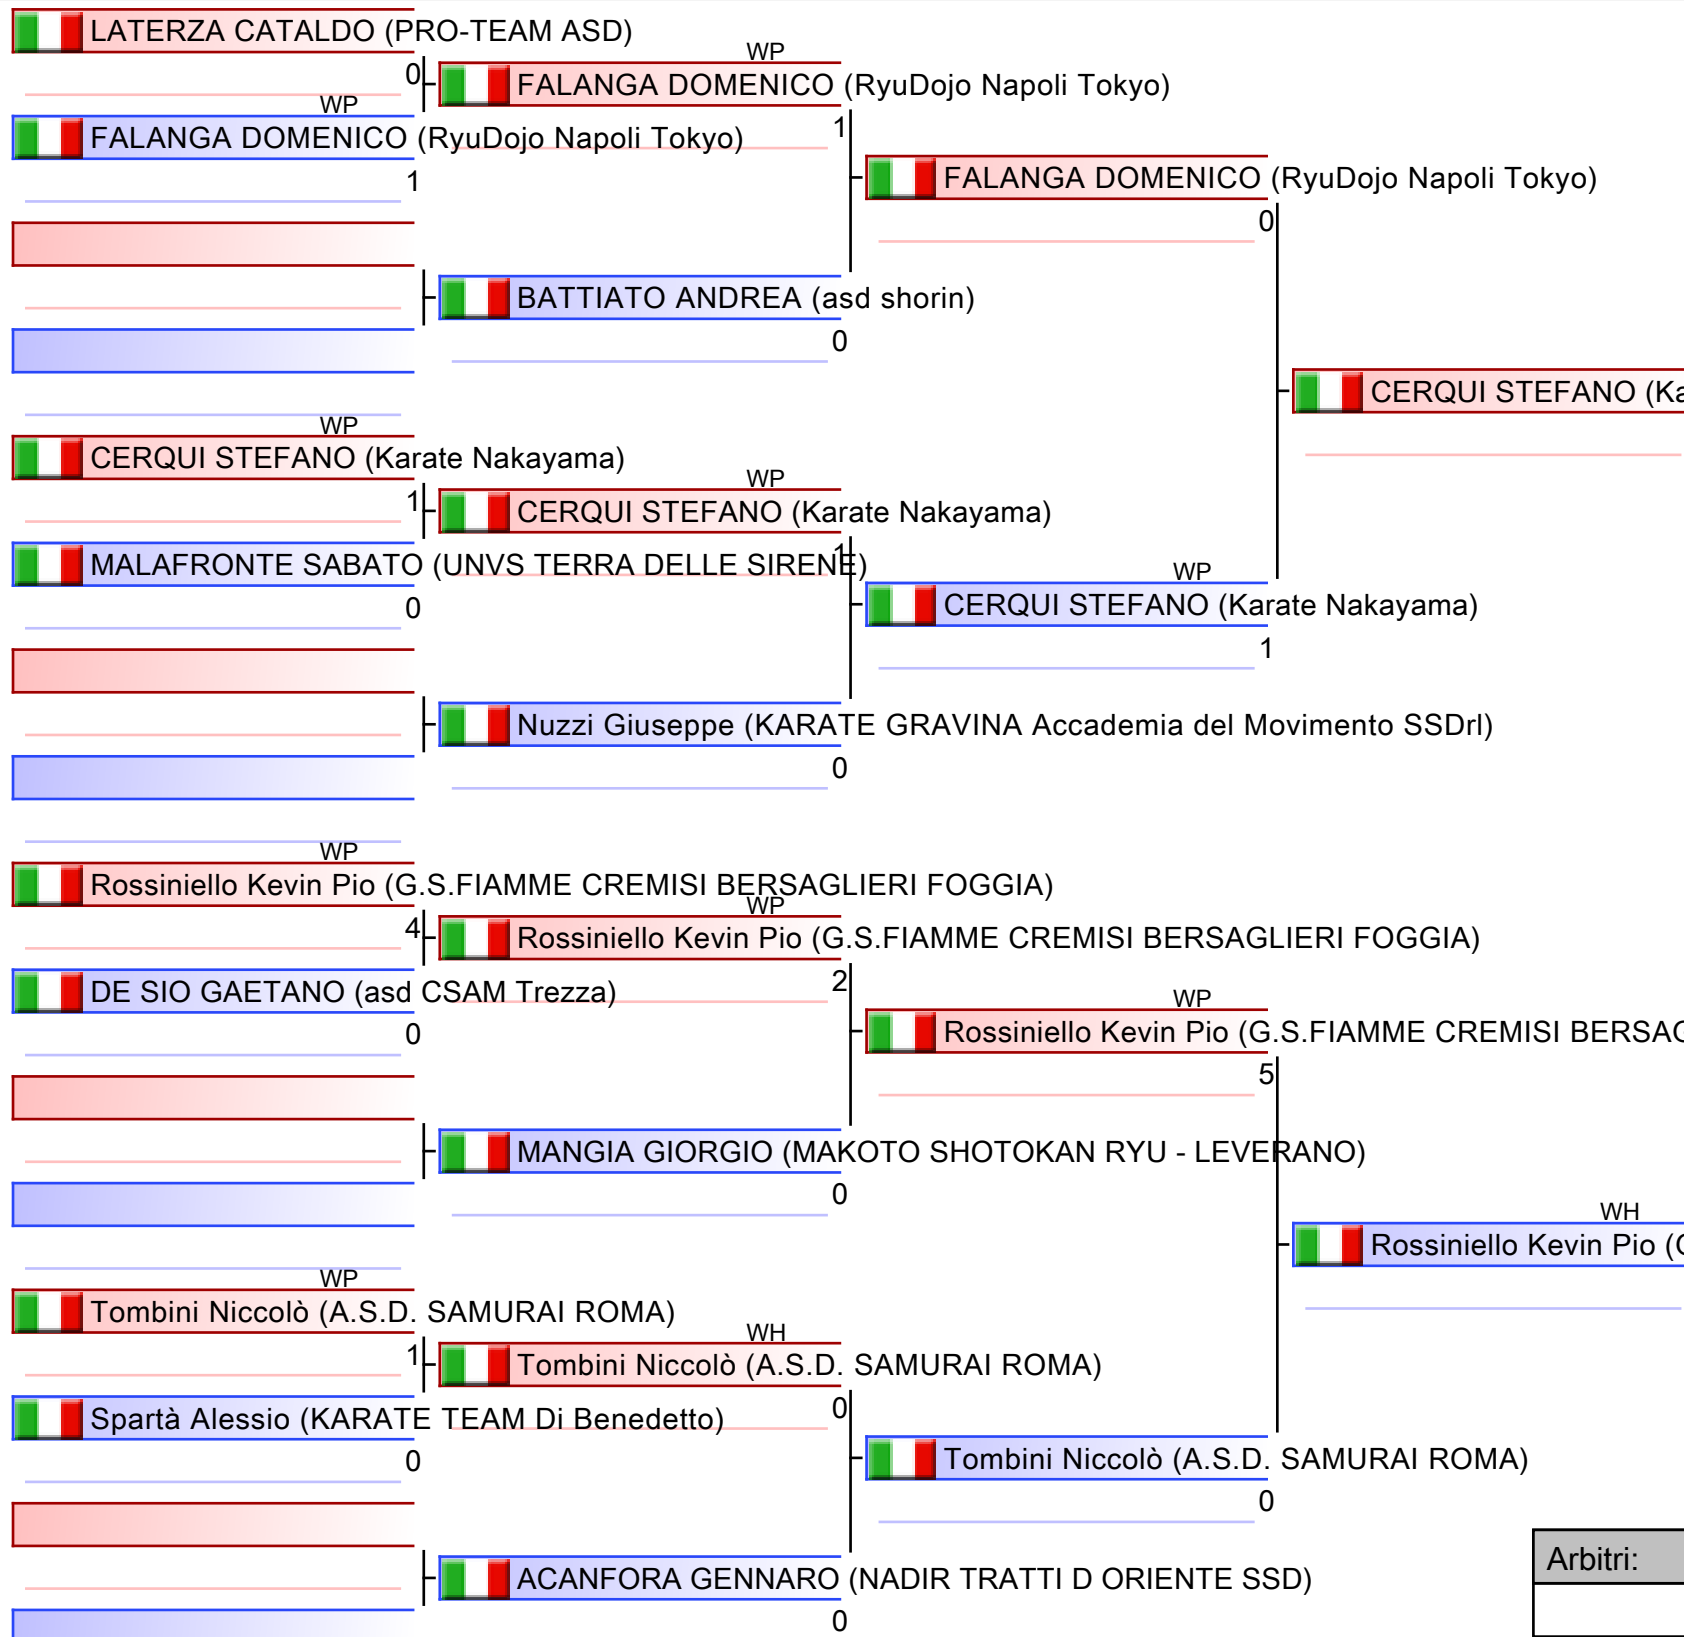 LATERZA CATALDO (PRO-TEAM ASD)
0
WP
FALANGA DOMENICO (RyuDojo Napoli Tokyo)
1
WP
FALANGA DOMENICO (RyuDojo Napoli Tokyo)
1
BATTIATO ANDREA (asd shorin)
0
FALANGA DOMENICO (RyuDojo Napoli Tokyo)
0
WP
CERQUI STEFANO (Karate Nakayama)
1
MALAFRONTE SABATO (UNVS TERRA DELLE SIRENE)
0
WP
CERQUI STEFANO (Karate Nakayama)
1
Nuzzi Giuseppe (KARATE GRAVINA Accademia del Movimento SSDrl)
0
WP
CERQUI STEFANO (Karate Nakayama)
1
CERQUI STEFANO (Ka
WP
Rossiniello Kevin Pio (G.S.FIAMME CREMISI BERSAGLIERI FOGGIA)
4
DE SIO GAETANO (asd CSAM Trezza)
0
WP
Rossiniello Kevin Pio (G.S.FIAMME CREMISI BERSAGLIERI FOGGIA)
2
MANGIA GIORGIO (MAKOTO SHOTOKAN RYU - LEVERANO)
0
WP
Rossiniello Kevin Pio (G.S.FIAMME CREMISI BERSAG
5
WP
Tombini Niccolò (A.S.D. SAMURAI ROMA)
1
Spartà Alessio (KARATE TEAM Di Benedetto)
0
WH
Tombini Niccolò (A.S.D. SAMURAI ROMA)
0
ACANFORA GENNARO (NADIR TRATTI D ORIENTE SSD)
0
Tombini Niccolò (A.S.D. SAMURAI ROMA)
0
WH
Rossiniello Kevin Pio (G
Arbitri: